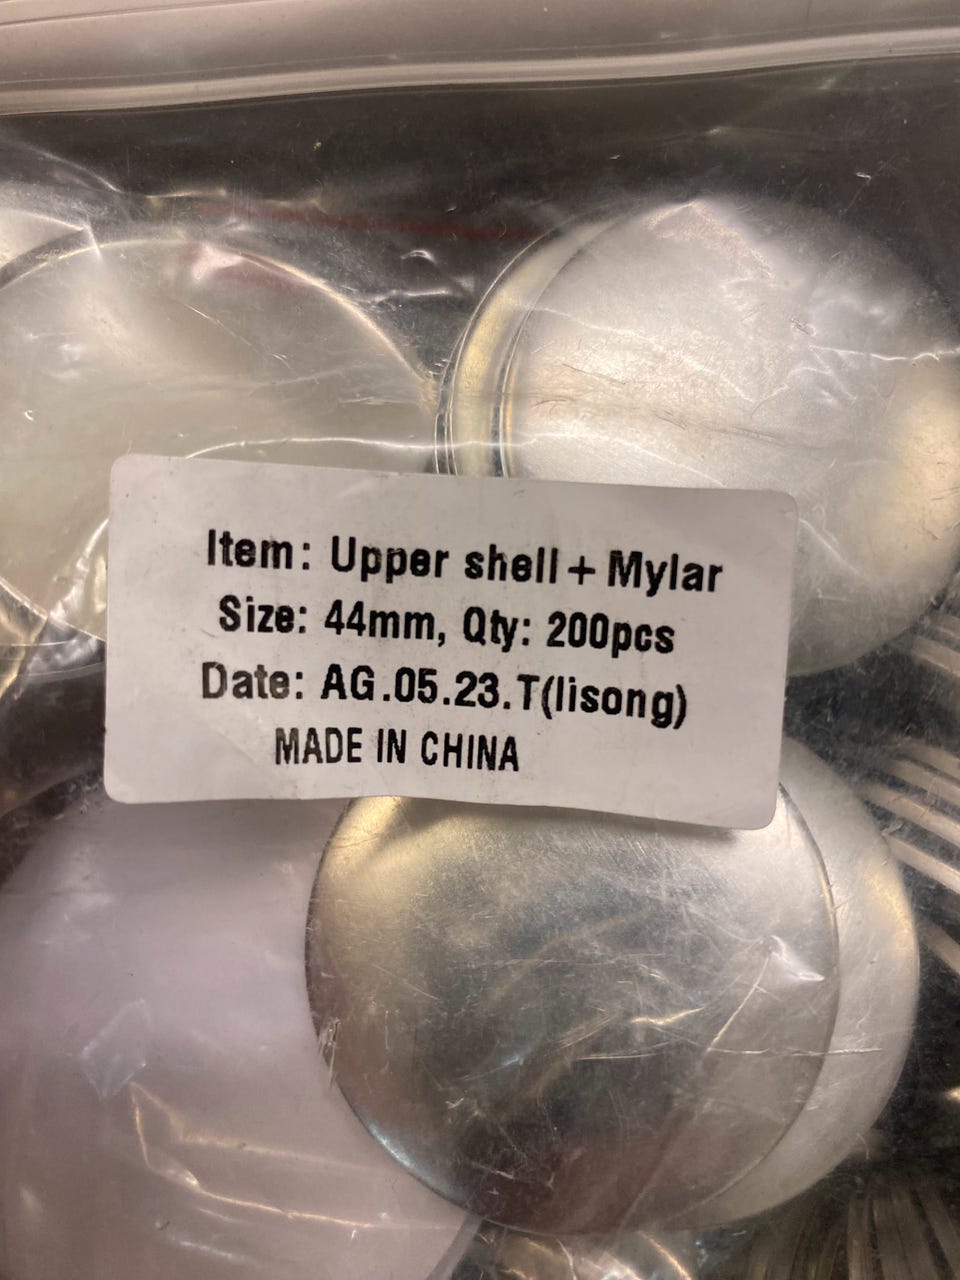 Item: Upper shell + Mylar
Size: 44mm, Qty: 200pcs
Date: AG.05.23.T(lisong)
MADE IN CHINA